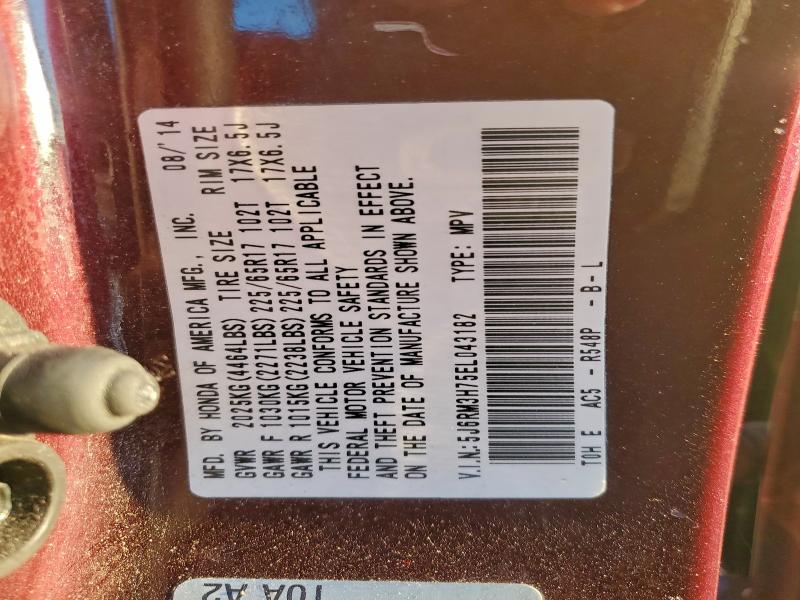 MFD. BY HONDA OF AMERICA MFG., INC. 08/'14
GVWR 2025KG(4464LBS) TIRE SIZE RIM SIZE
GAWR F 1030KG(2271LBS) 225/65R17 102T 17X6.5J
GAWR R 1015KG(2238LBS) 225/65R17 102T 17X6.5J
THIS VEHICLE CONFORMS TO ALL APPLICABLE
FEDERAL MOTOR VEHICLE SAFETY
AND THEFT PREVENTION STANDARDS IN EFFECT
ON THE DATE OF MANUFACTURE SHOWN ABOVE.
V.I.N.: 5J6RM3H75EL043182 TYPE: MPV
TOH E AC5 - R548P - B - L
TOA A2